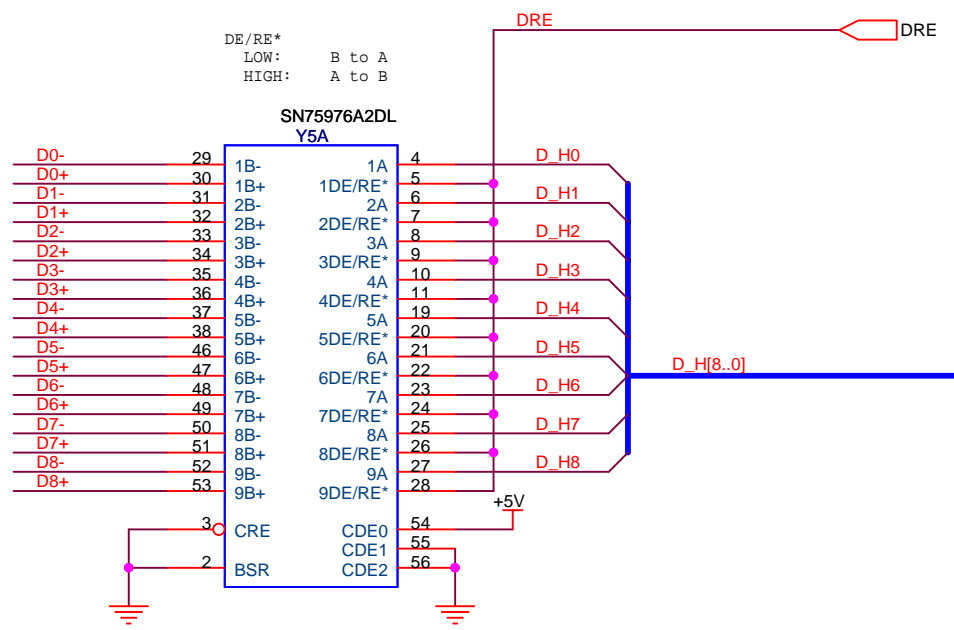 DRE
DRE
DE/RE*
LOW: B to A
HIGH: A to B
SN75976A2DL
Y5A
D0- 29 1B- 1A 4 D_H0
D0+ 30 1B+ 1DE/RE* 5
D1- 31 2B- 2A 6 D_H1
D1+ 32 2B+ 2DE/RE* 7
D2- 33 3B- 3A 8 D_H2
D2+ 34 3B+ 3DE/RE* 9
D3- 35 4B- 4A 10 D_H3
D3+ 36 4B+ 4DE/RE* 11
D4- 37 5B- 5A 19 D_H4
D4+ 38 5B+ 5DE/RE* 20
D5- 46 6B- 6A 21 D_H5
D5+ 47 6B+ 6DE/RE* 22
D_H[8..0]
D6- 48 7B- 7A 23 D_H6
D6+ 49 7B+ 7DE/RE* 24
D7- 50 8B- 8A 25 D_H7
D7+ 51 8B+ 8DE/RE* 26
D8- 52 9B- 9A 27 D_H8
D8+ 53 9B+ 9DE/RE* 28
+5V
3 CRE CDE0 54
CDE1 55
2 BSR CDE2 56